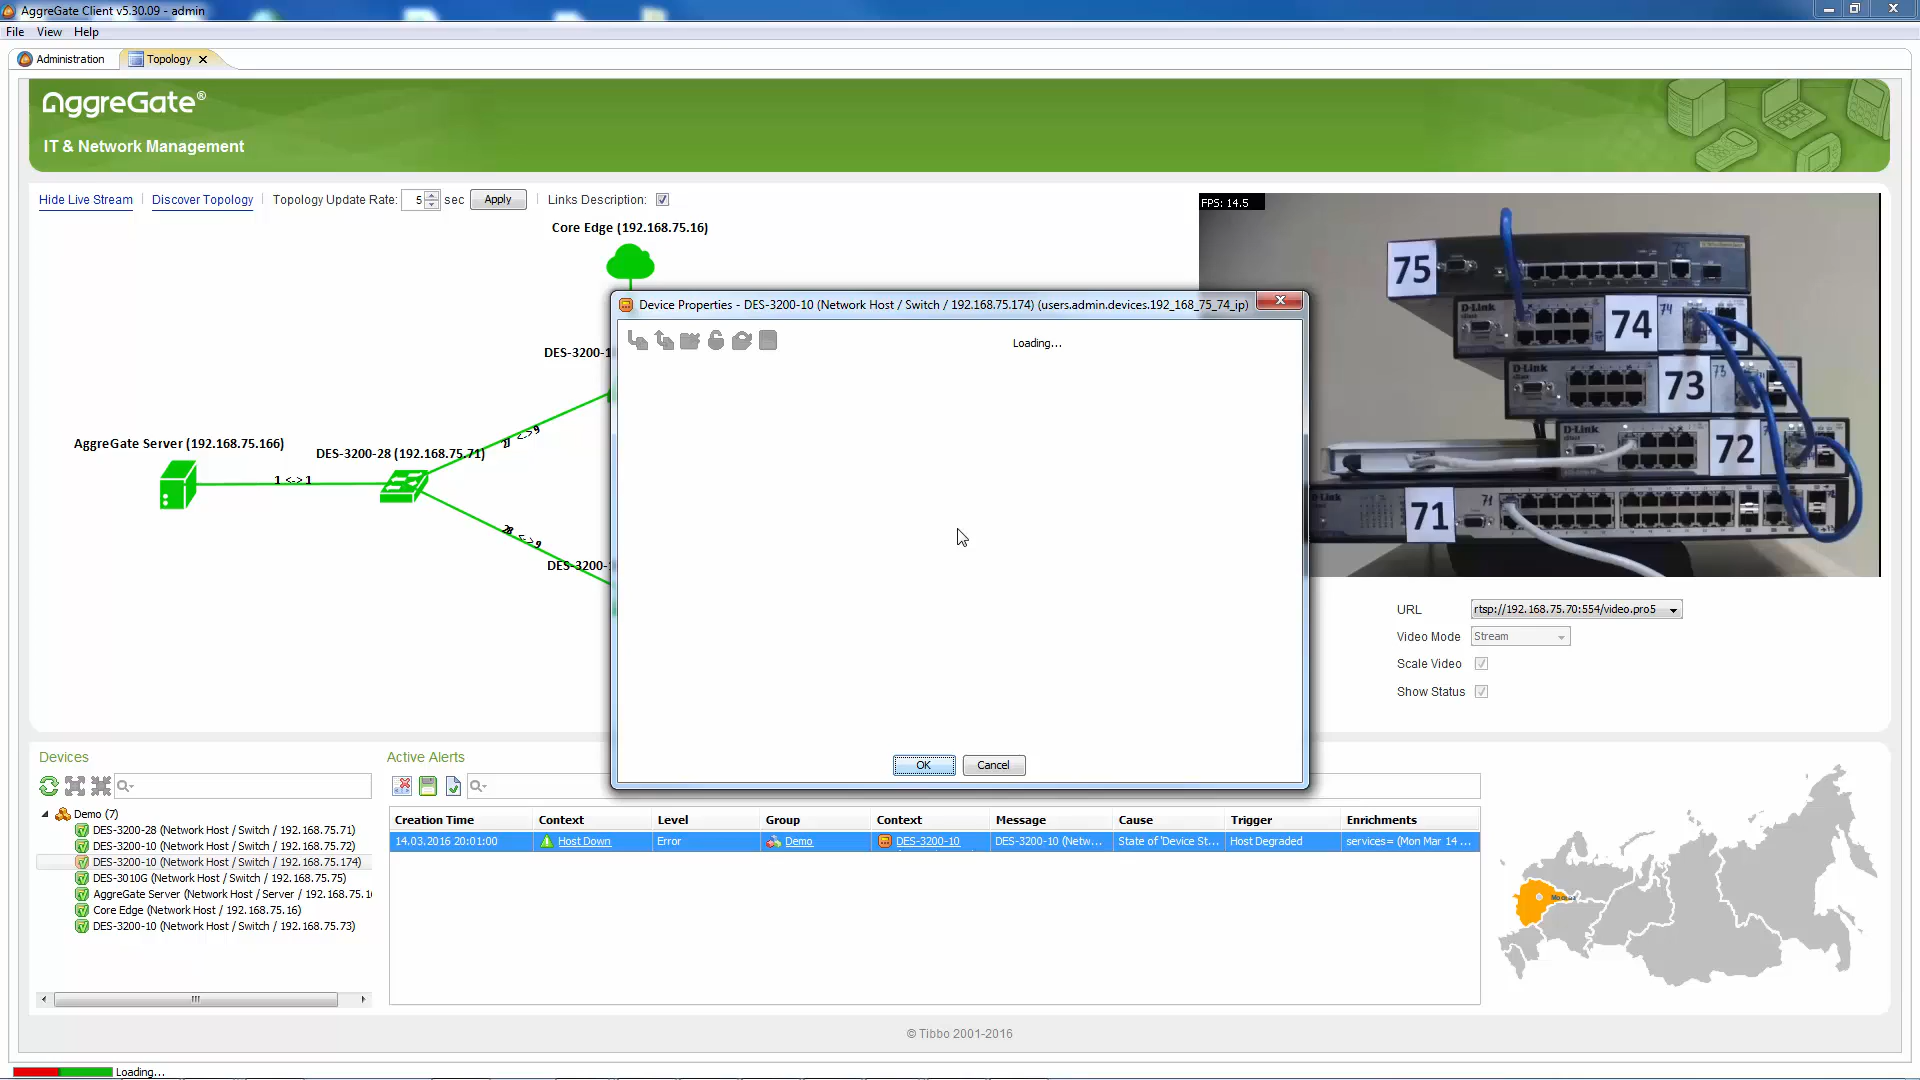 AggreGate Client v5.30.09 - admin
File View Help
Administration Topology
AggreGate®
IT & Network Management
Hide Live Stream Discover Topology Topology Update Rate: 5 sec Apply Links Description:
FPS: 14.5
Core Edge (192.168.75.16)
Device Properties - DES-3200-10 (Network Host / Switch / 192.168.75.174) (users.admin.devices.192_168_75_74_ip)
Loading...
DES-3200-1
AggreGate Server (192.168.75.166)
DES-3200-28 (192.168.75.71)
<->9
1 <-> 1
28 <->9
DES-3200-
OK Cancel
75
74
74
D-Link
73
73
D-Link
72
D-Link
71
71
D-Link
URL rtsp://192.168.75.70:554/video.pro5
Video Mode Stream
Scale Video
Show Status
Devices
Demo (7)
DES-3200-28 (Network Host / Switch / 192.168.75.71)
DES-3200-10 (Network Host / Switch / 192.168.75.72)
DES-3200-10 (Network Host / Switch / 192.168.75.174)
DES-3010G (Network Host / Switch / 192.168.75.75)
AggreGate Server (Network Host / Server / 192.168.75.16
Core Edge (Network Host / 192.168.75.16)
DES-3200-10 (Network Host / Switch / 192.168.75.73)
Active Alerts
Creation Time Context Level Group Context Message Cause Trigger Enrichments
14.03.2016 20:01:00 Host Down Error Demo DES-3200-10 DES-3200-10 (Netw... State of 'Device St... Host Degraded services= (Mon Mar 14 ...
© Tibbo 2001-2016
Loading...